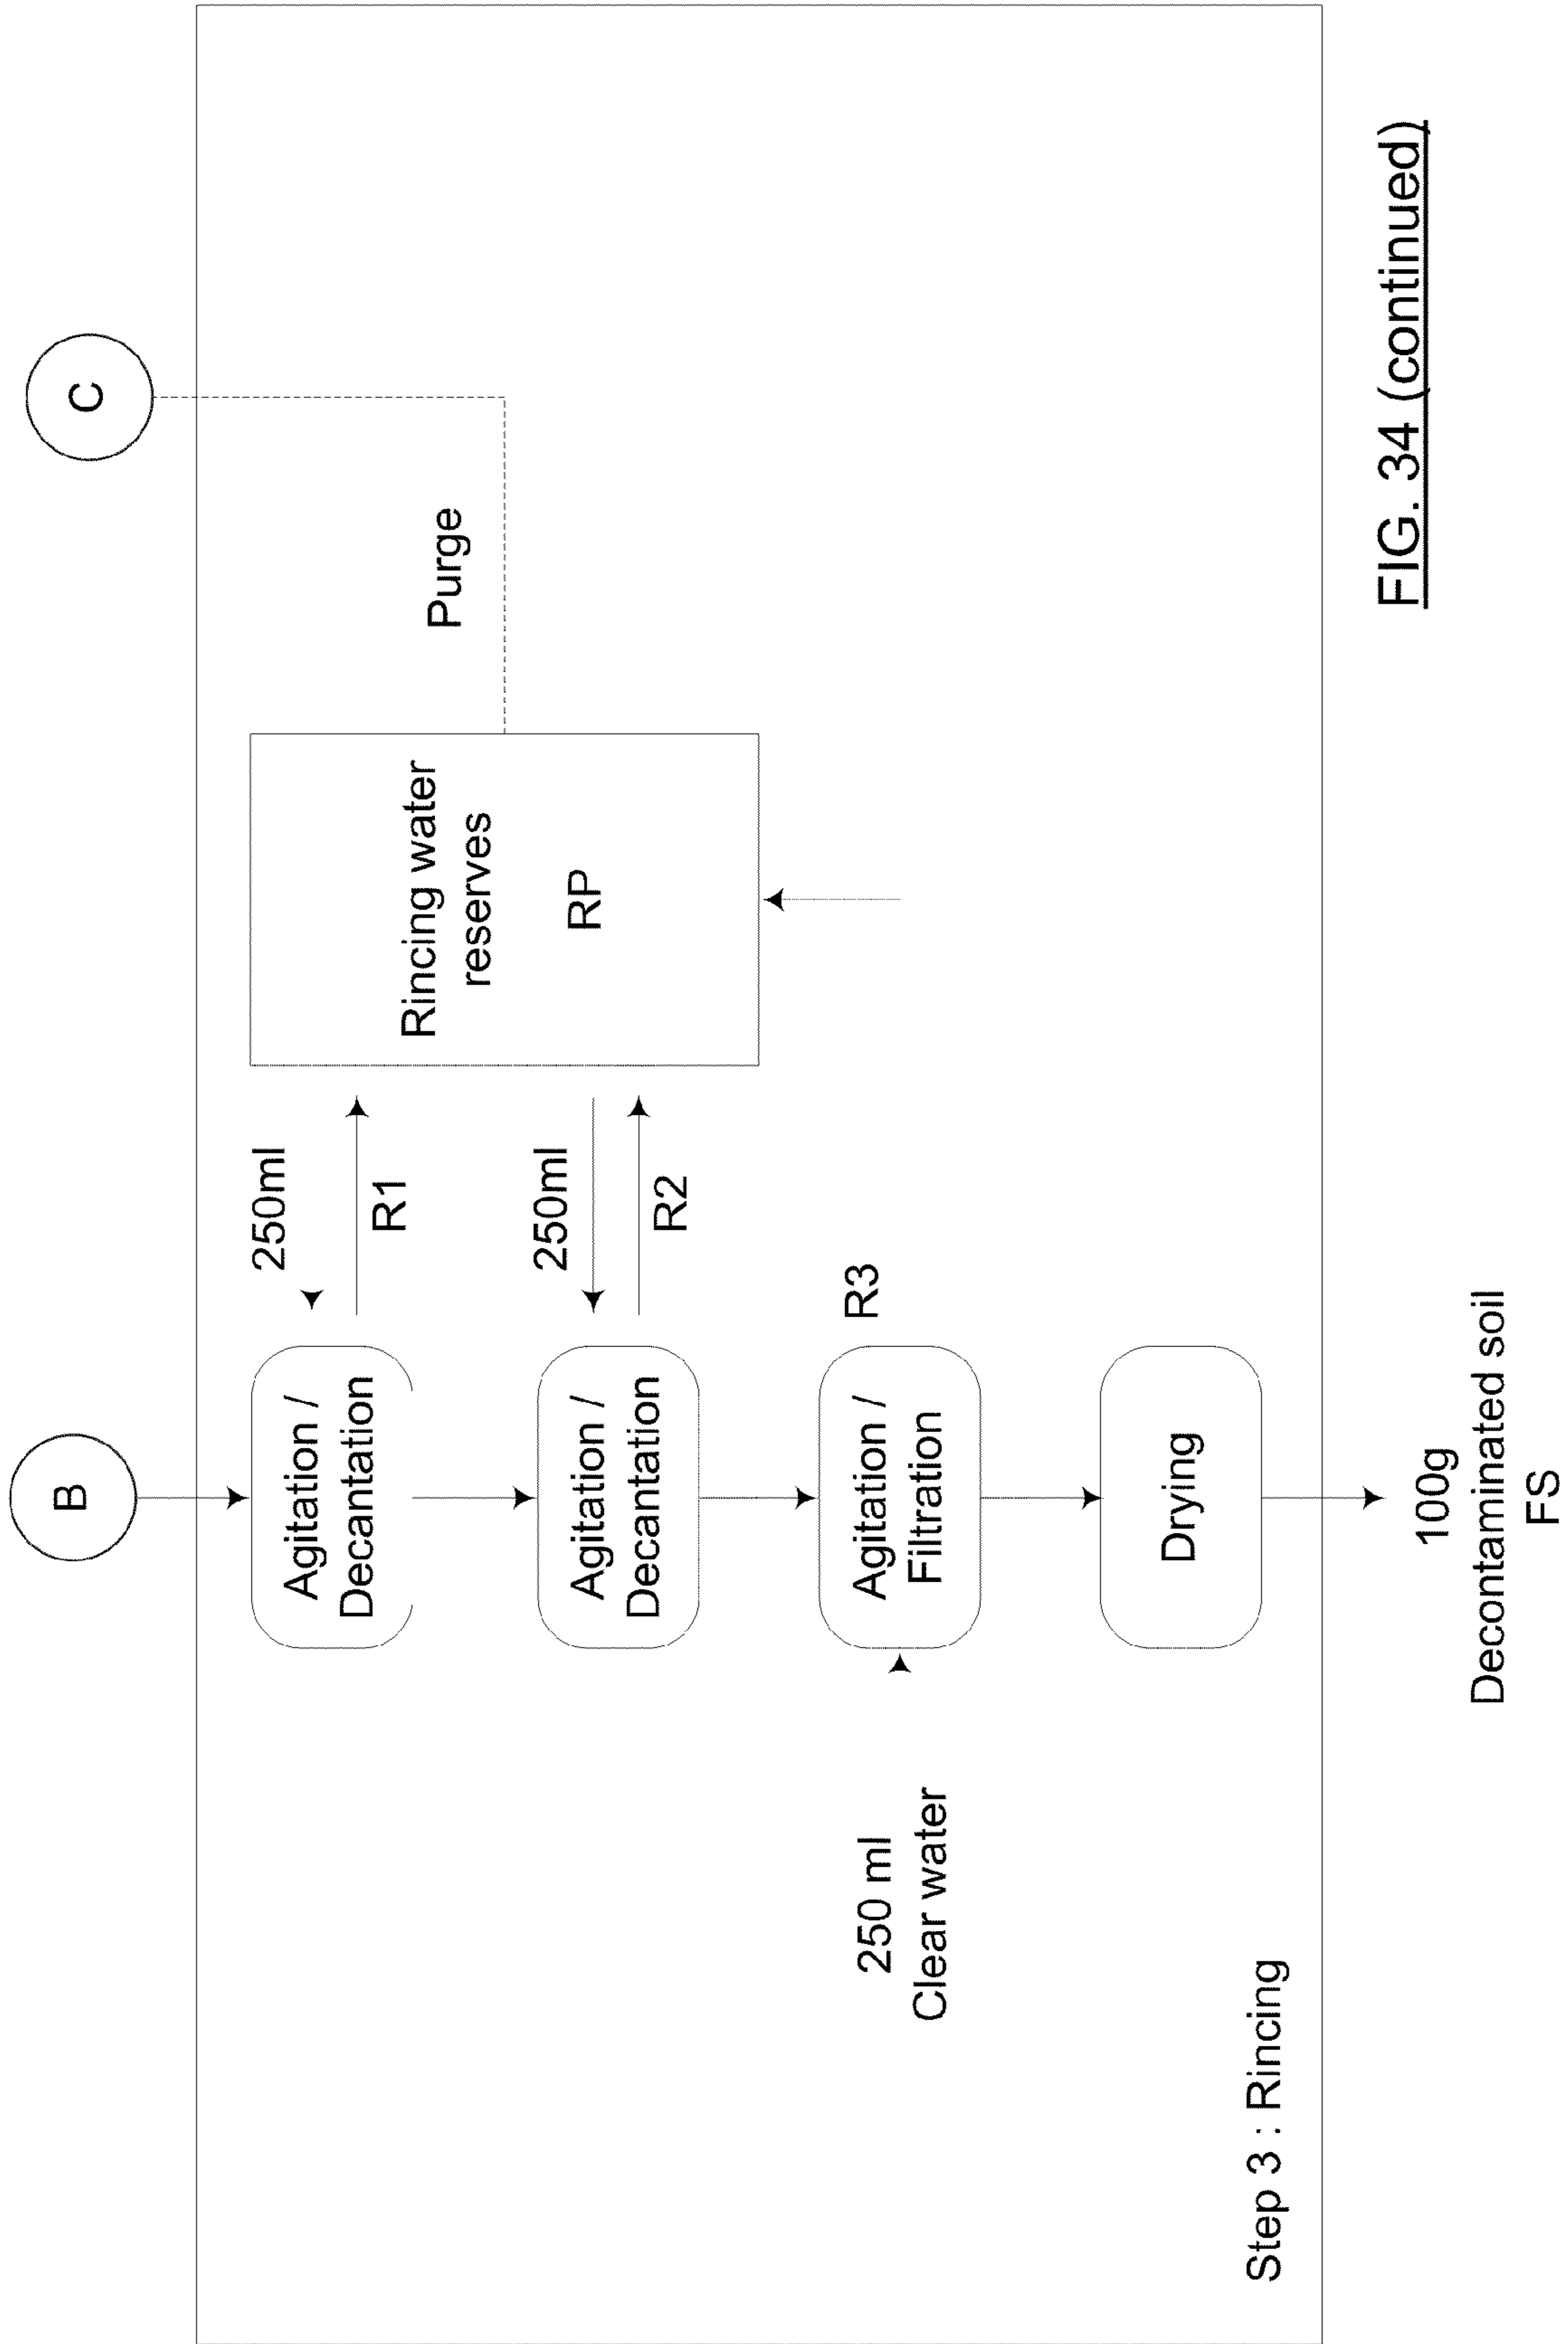 B
C
Agitation /
Decantation
250ml
R1
Rincing water
reserves
RP
Purge
Agitation /
Decantation
250ml
R2
250 ml
Clear water
Agitation /
Filtration
R3
Drying
Step 3 : Rincing
100g
Decontaminated soil
FS
FIG. 34 (continued)